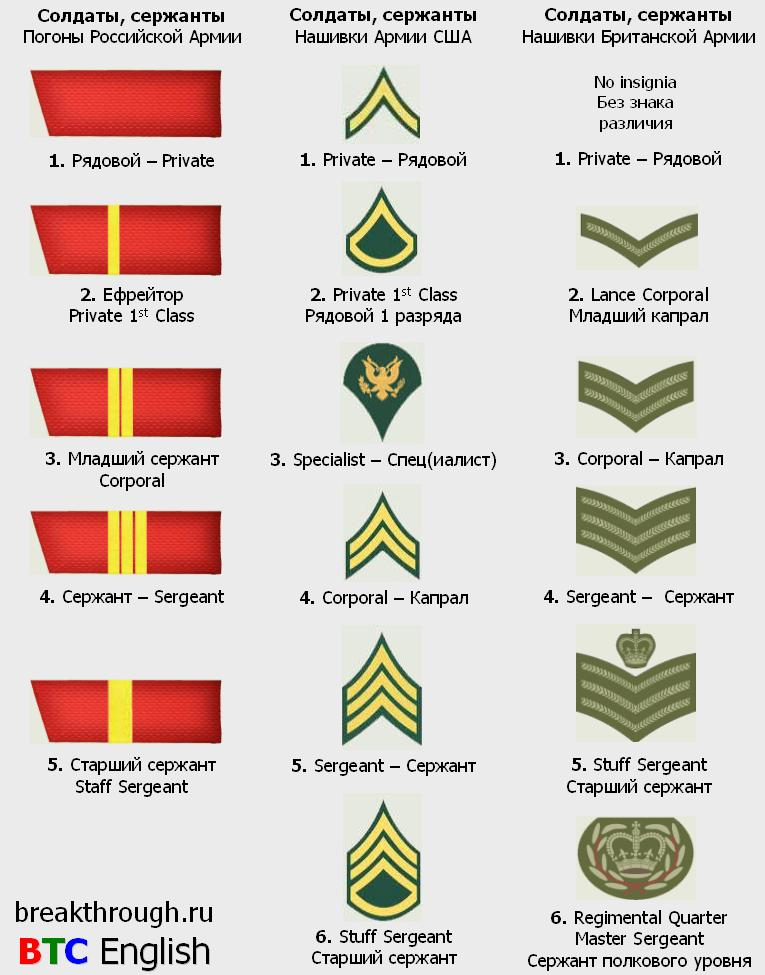 Солдаты, сержанты
Погоны Российской Армии
1. Рядовой – Private
2. Ефрейтор
Private 1st Class
3. Младший сержант
Corporal
4. Сержант – Sergeant
5. Старший сержант
Staff Sergeant
breakthrough.ru
BTC English
Солдаты, сержанты
Нашивки Армии США
1. Private – Рядовой
2. Private 1st Class
Рядовой 1 разряда
3. Specialist – Спец(иалист)
4. Corporal – Капрал
5. Sergeant – Сержант
6. Stuff Sergeant
Старший сержант
Солдаты, сержанты
Нашивки Британской Армии
No insignia
Без знака
различия
1. Private – Рядовой
2. Lance Corporal
Младший капрал
3. Corporal – Капрал
4. Sergeant – Сержант
5. Stuff Sergeant
Старший сержант
6. Regimental Quarter
Master Sergeant
Сержант полкового уровня